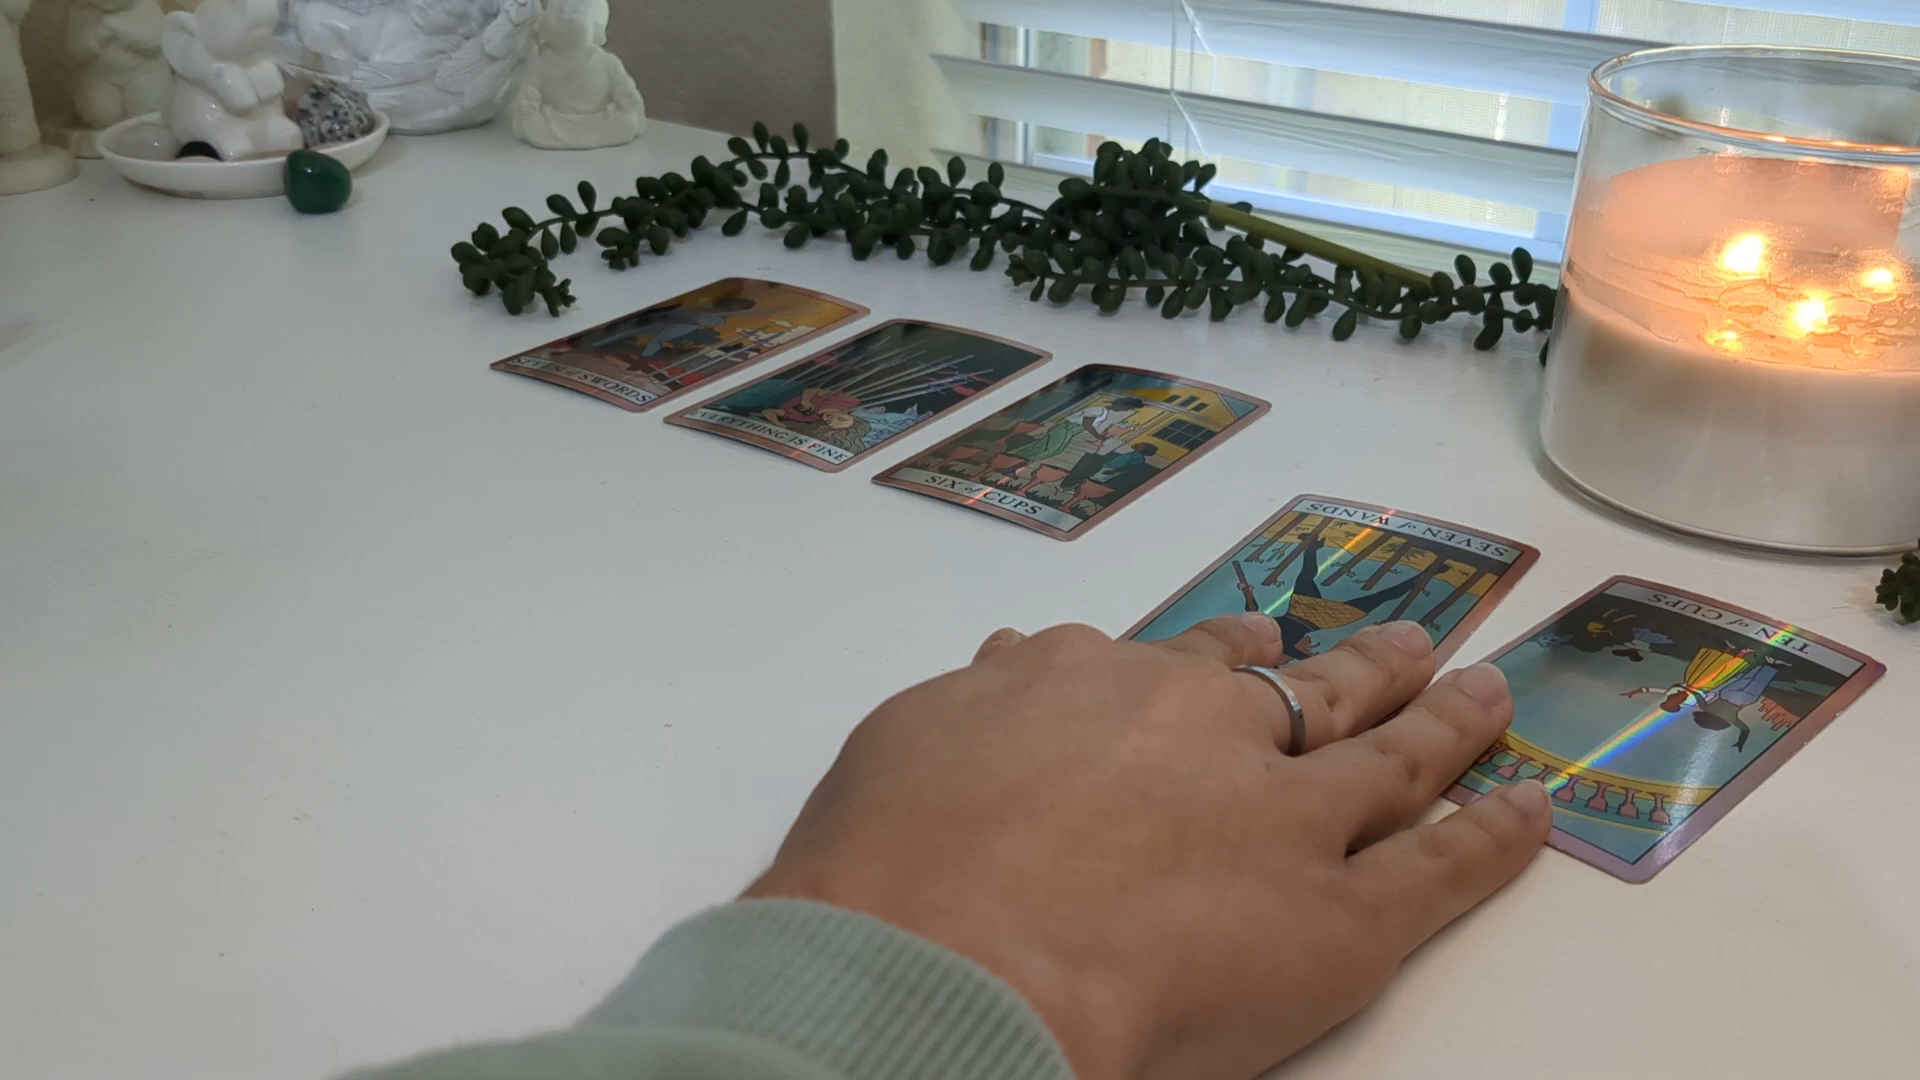 SEVEN of SWORDS
EVERYTHING IS FINE
SIX of CUPS
SEVEN of WANDS
TEN of CUPS